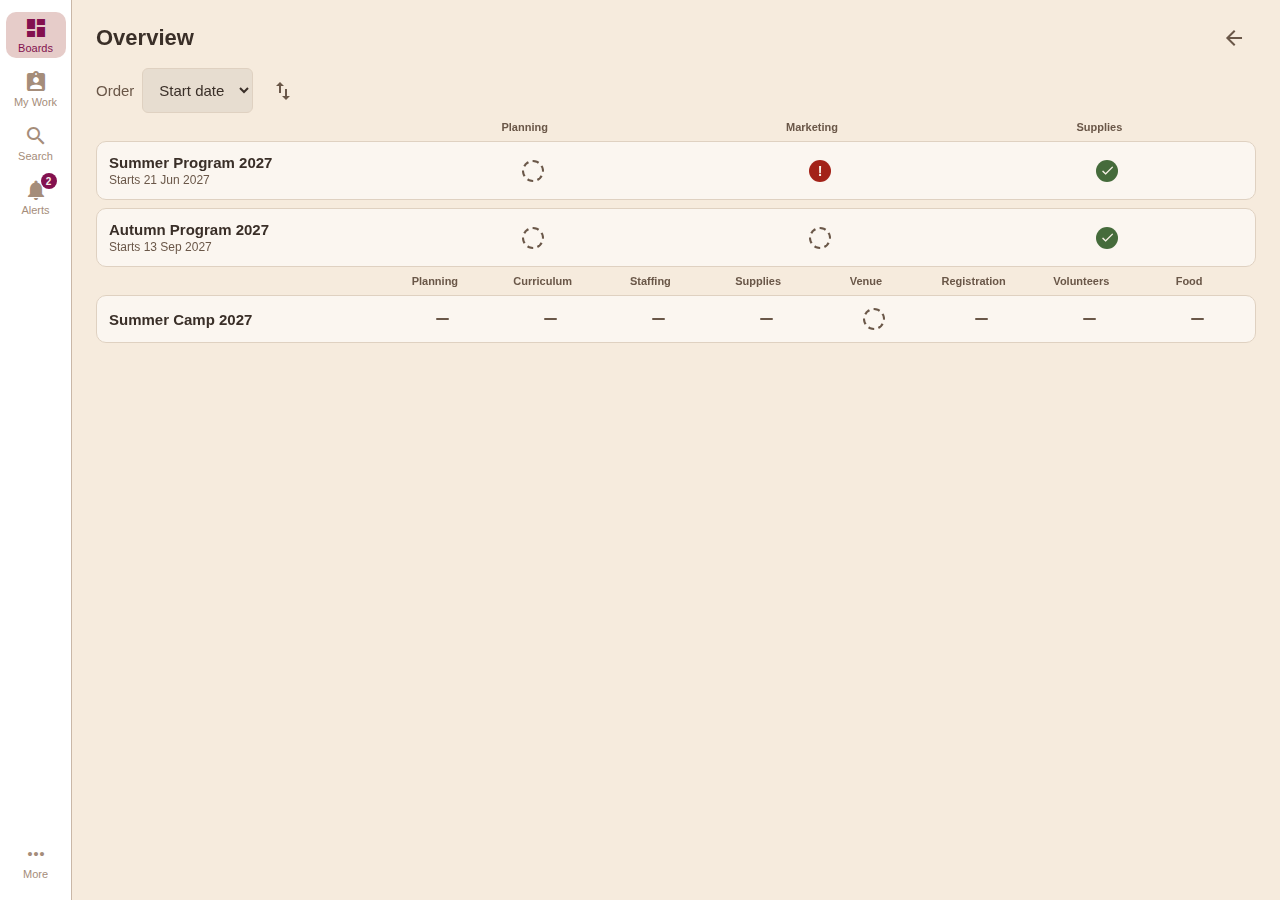 Boards
My Work
Search
2
Alerts
More
Overview
Order Start date
Planning Marketing Supplies
Summer Program 2027
Starts 21 Jun 2027
!
Autumn Program 2027
Starts 13 Sep 2027
Planning Curriculum Staffing Supplies Venue Registration Volunteers Food
Summer Camp 2027